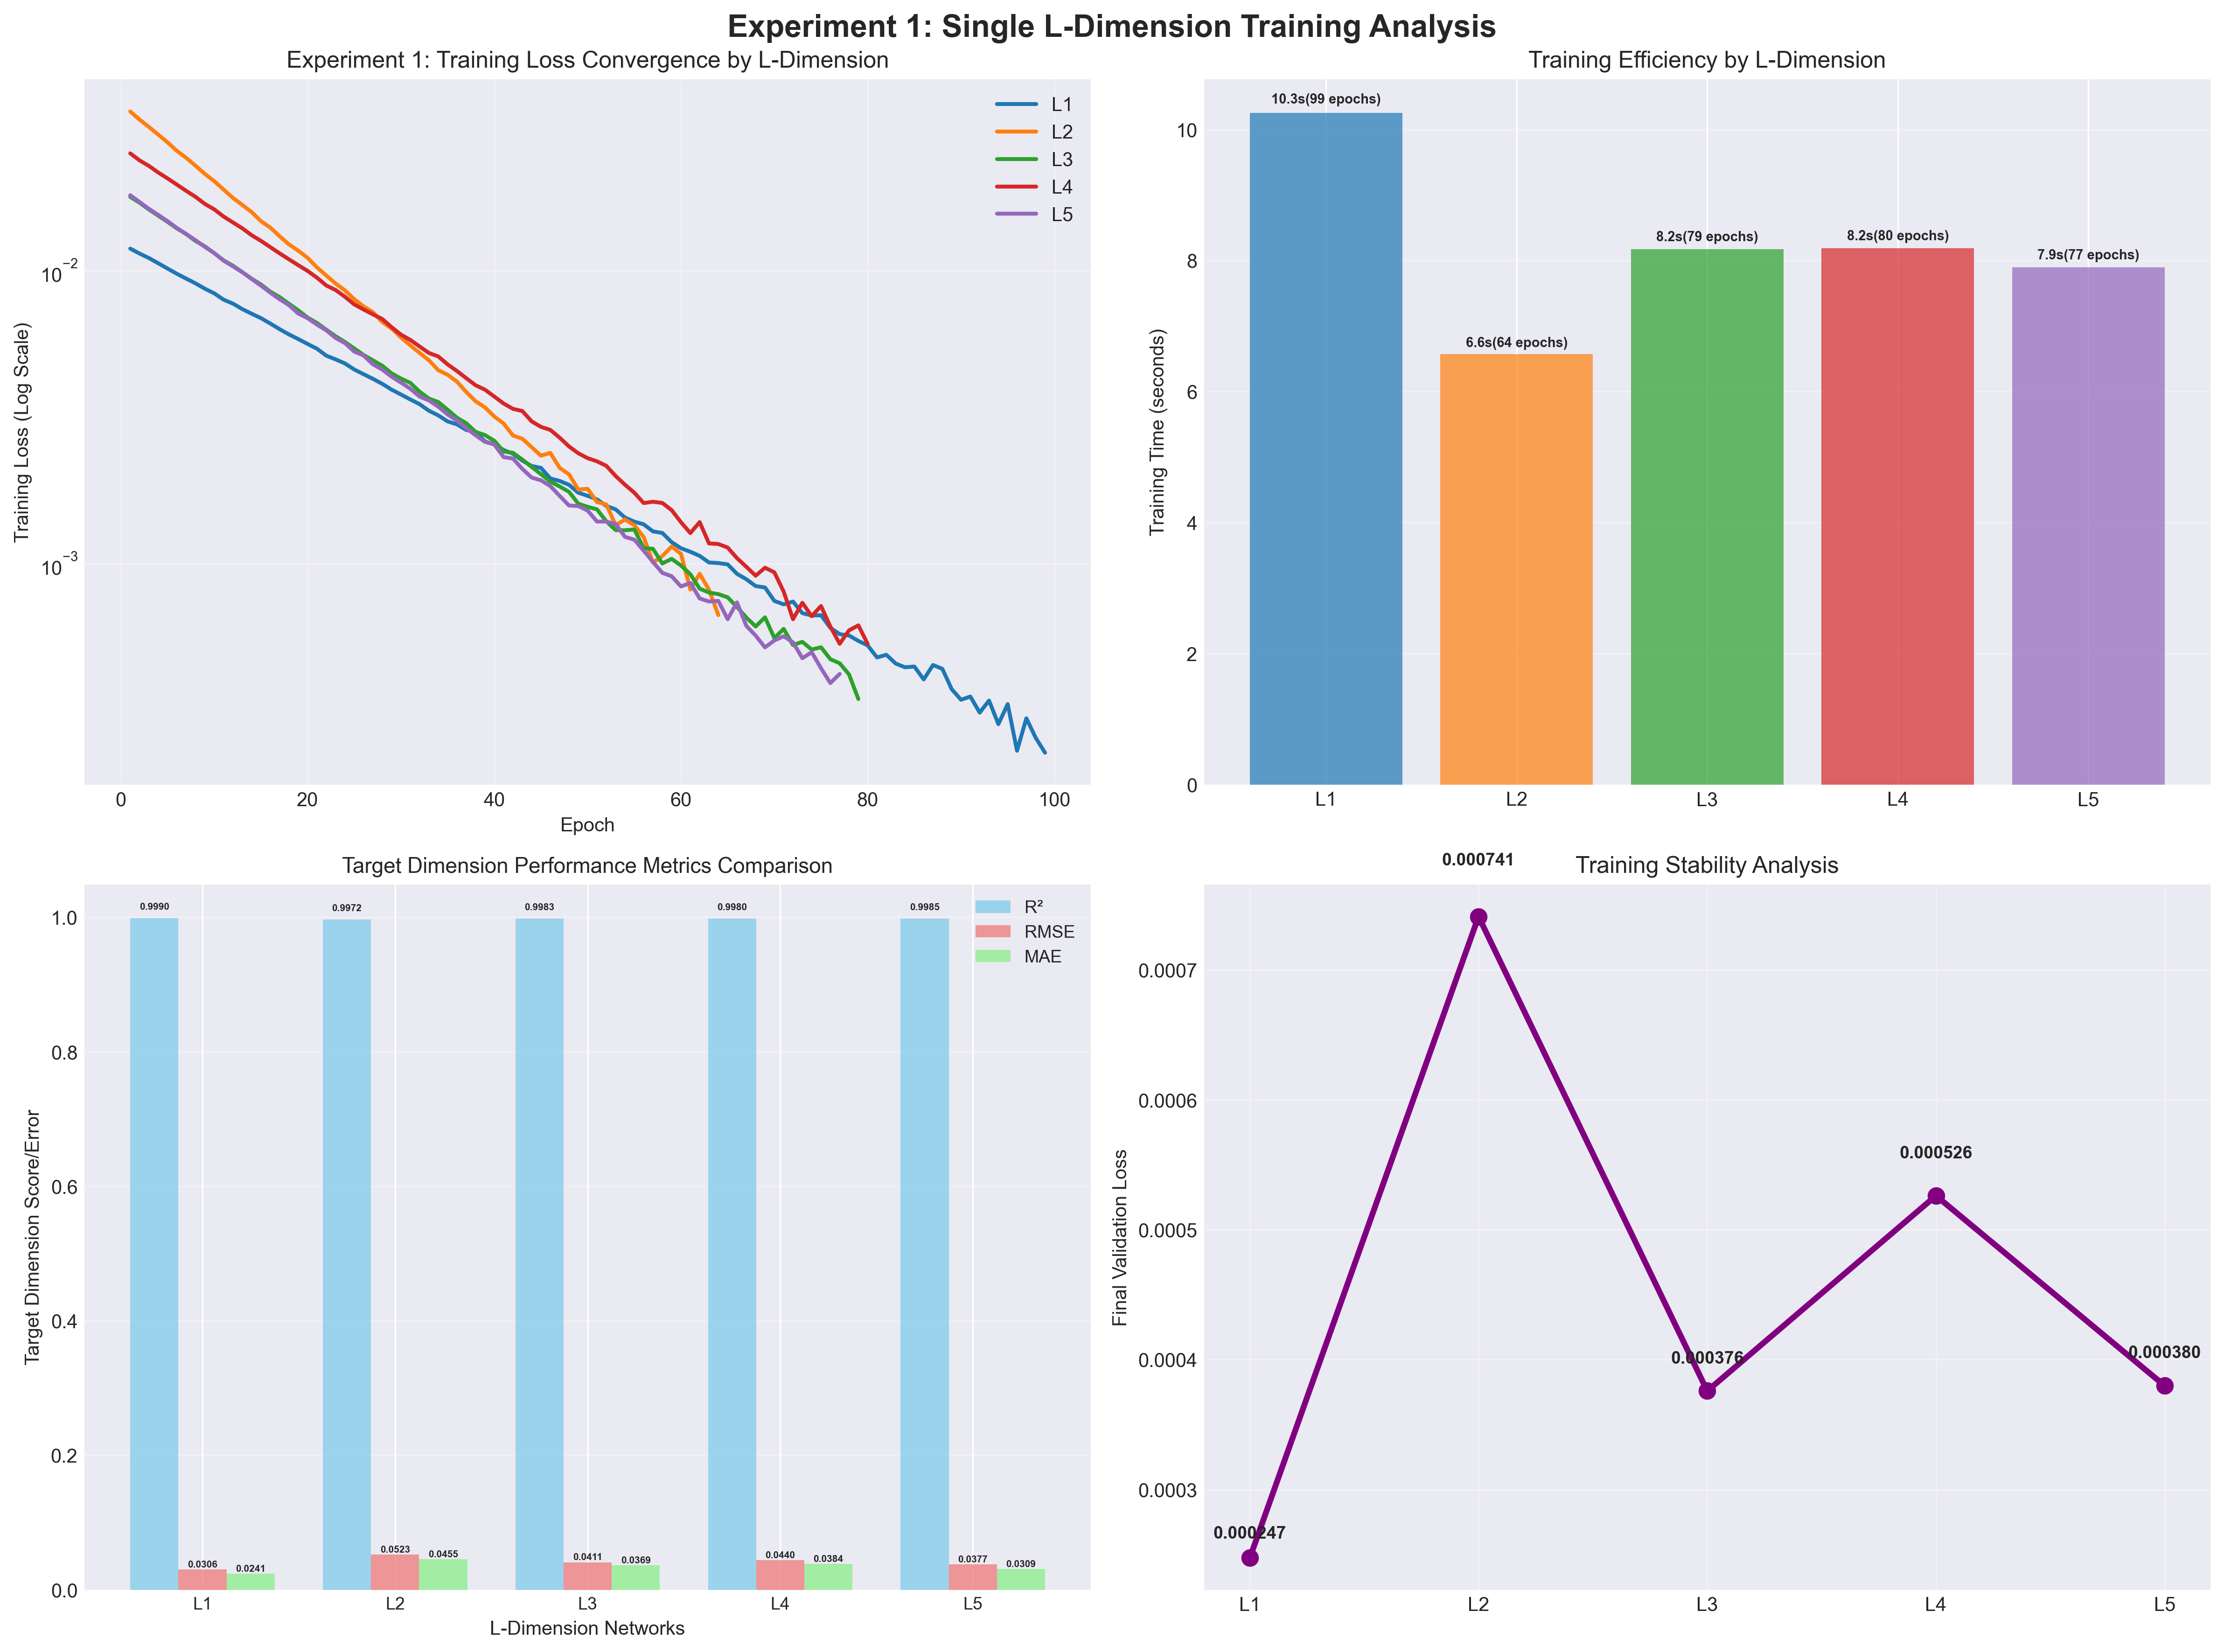 Experiment 1: Single L-Dimension Training Analysis
Experiment 1: Training Loss Convergence by L-Dimension
L1
L2
L3
L4
L5
10⁻²
10⁻³
Training Loss (Log Scale)
0 20 40 60 80 100
Epoch
Training Efficiency by L-Dimension
10.3s(99 epochs)
6.6s(64 epochs)
8.2s(79 epochs)
8.2s(80 epochs)
7.9s(77 epochs)
10
8
6
4
2
0
Training Time (seconds)
L1 L2 L3 L4 L5
Target Dimension Performance Metrics Comparison
R²
RMSE
MAE
0.9990 0.9972 0.9983 0.9980 0.9985
0.0306 0.0241 0.0523 0.0455 0.0411 0.0369 0.0440 0.0384 0.0377 0.0309
1.0
0.8
0.6
0.4
0.2
0.0
Target Dimension Score/Error
L1 L2 L3 L4 L5
L-Dimension Networks
Training Stability Analysis
0.000741
0.000526
0.000376
0.000380
0.000247
0.0007
0.0006
0.0005
0.0004
0.0003
Final Validation Loss
L1 L2 L3 L4 L5